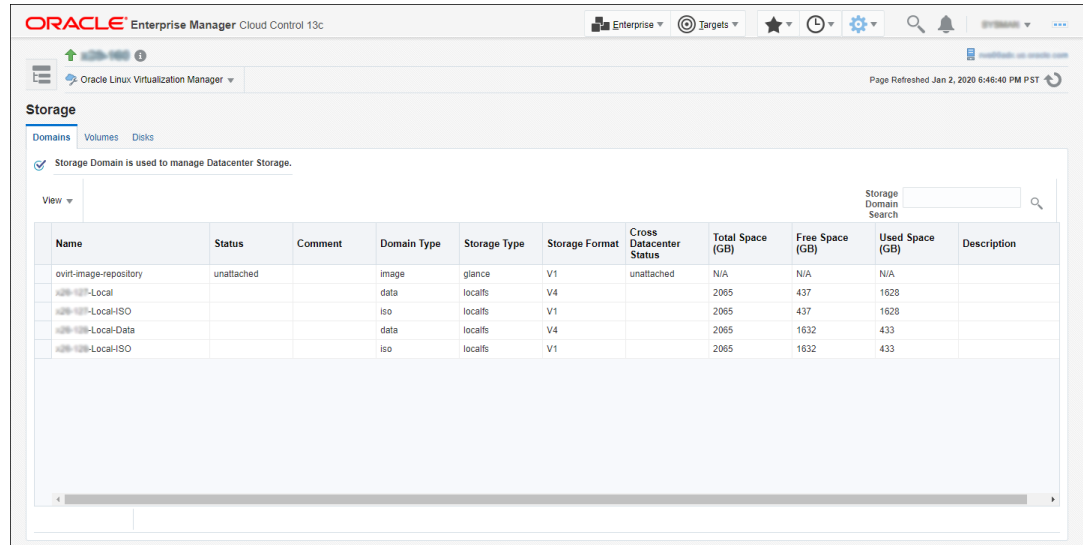 ORACLE Enterprise Manager Cloud Control 13c Enterprise Targets
Oracle Linux Virtualization Manager Page Refreshed Jan 2, 2020 6:46:40 PM PST
Storage
Domains Volumes Disks
Storage Domain is used to manage Datacenter Storage.
View
Storage
Domain
Search
Name Status Comment Domain Type Storage Type Storage Format Cross Datacenter Status Total Space (GB) Free Space (GB) Used Space (GB) Description
ovirt-image-repository unattached image glance V1 unattached N/A N/A N/A
-Local data localfs V4 2065 437 1628
-Local-ISO iso localfs V1 2065 437 1628
-Local-Data data localfs V4 2065 1632 433
-Local-ISO iso localfs V1 2065 1632 433